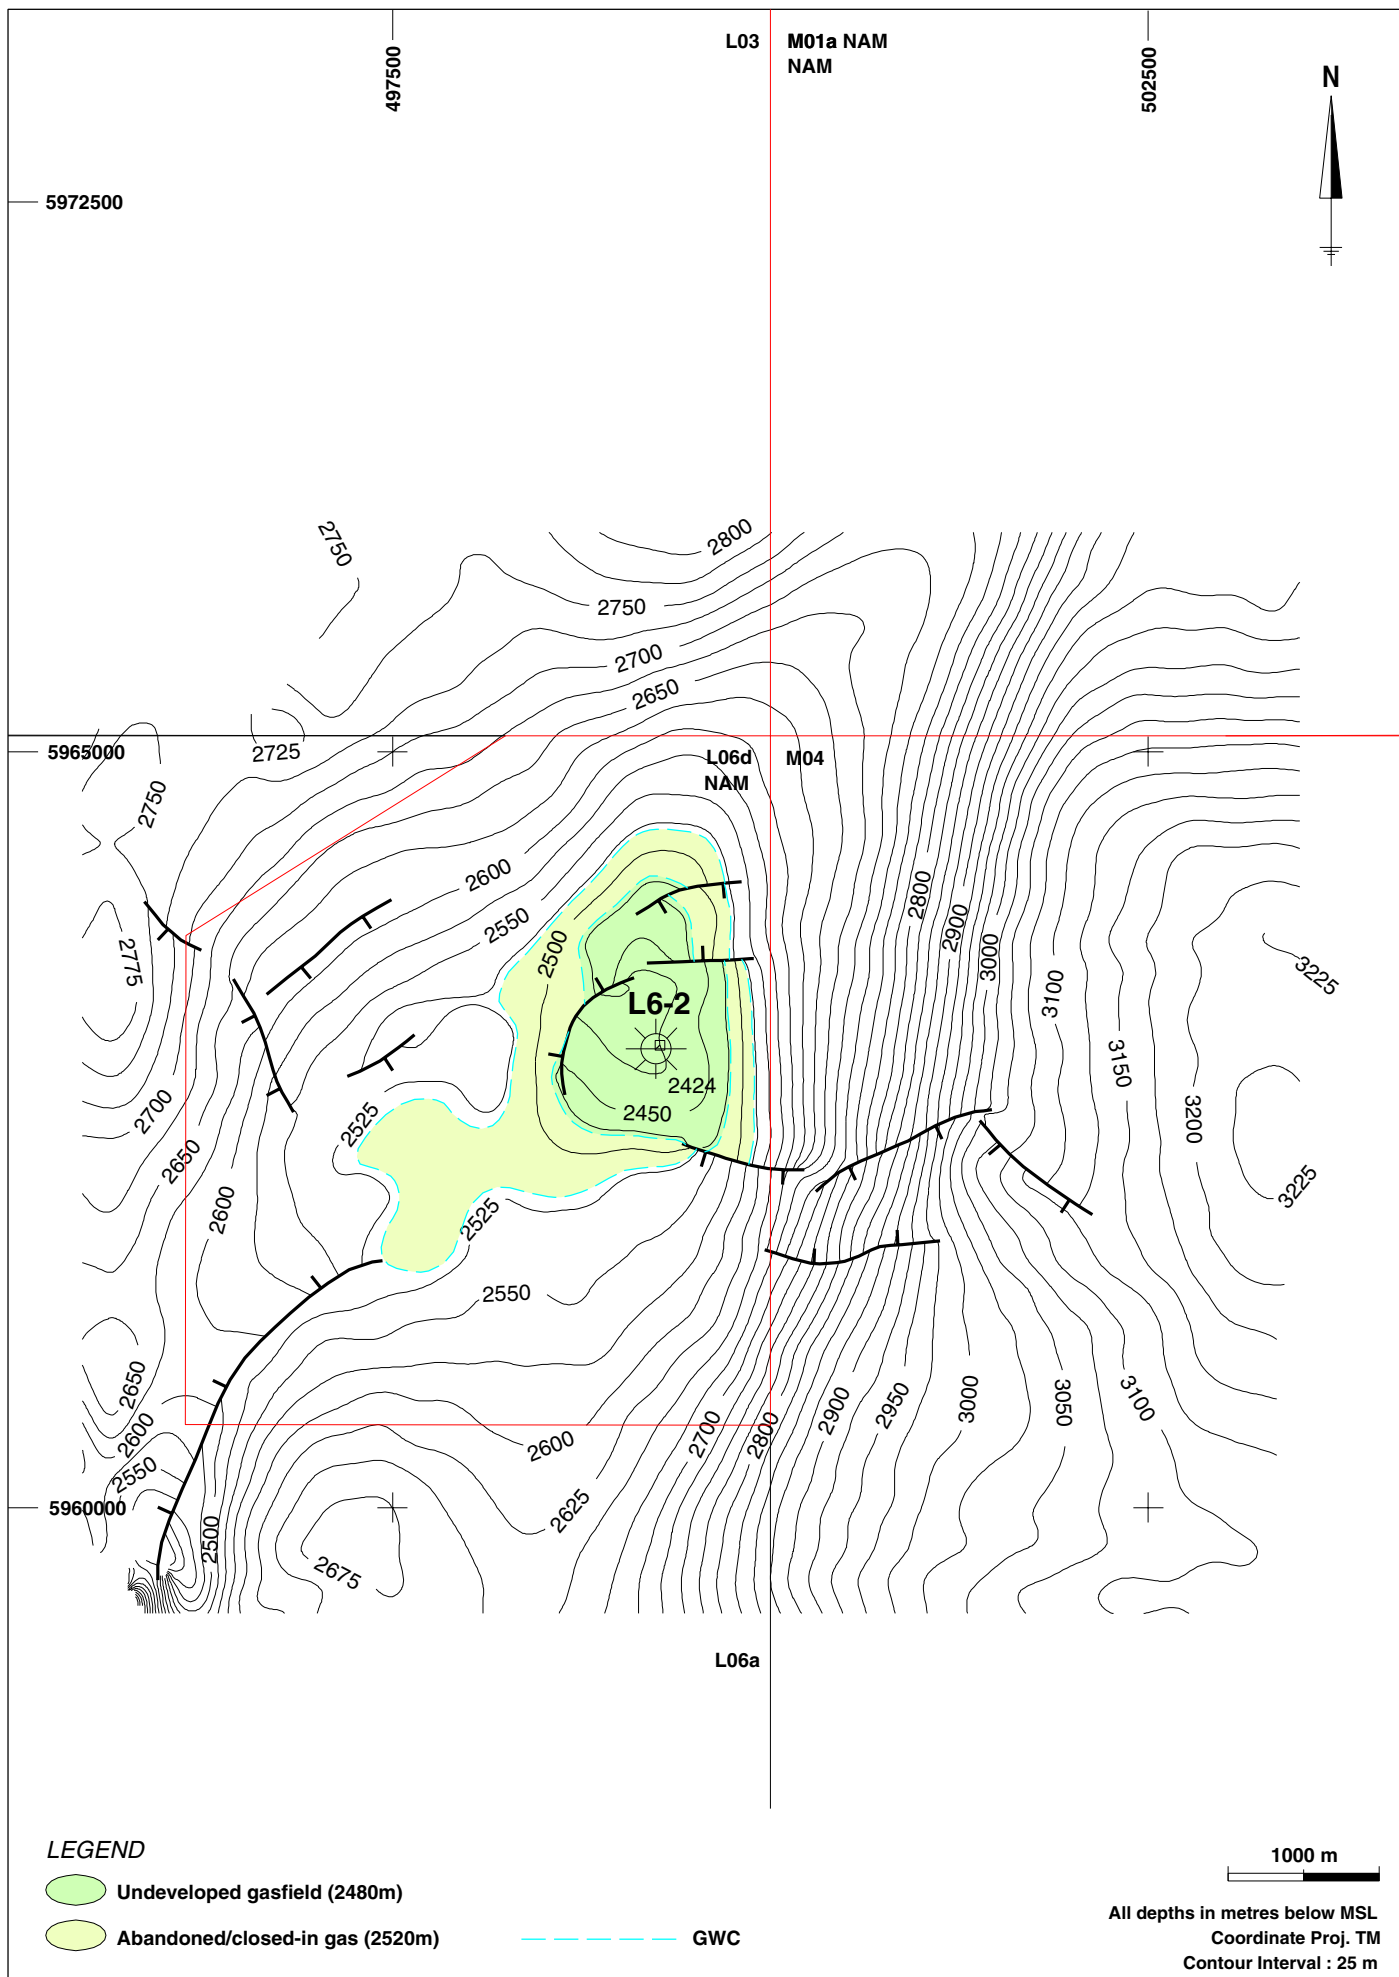 497500
502500
L03
M01a NAM
NAM
N
5972500
2750
2800
2750
2700
2650
5965000
2725
L06d
M04
NAM
2750
2600
2550
2500
2800
2900
3000
3100
3225
2775
L6-2
2424
2450
3150
3200
2700
2650
2525
2600
2525
3225
2550
2650
2600
2550
2700
2800
2900
2950
3000
3050
3100
2600
5960000
2500
2625
2675
L06a
LEGEND
Undeveloped gasfield (2480m)
Abandoned/closed-in gas (2520m)
GWC
1000 m
All depths in metres below MSL
Coordinate Proj. TM
Contour Interval : 25 m